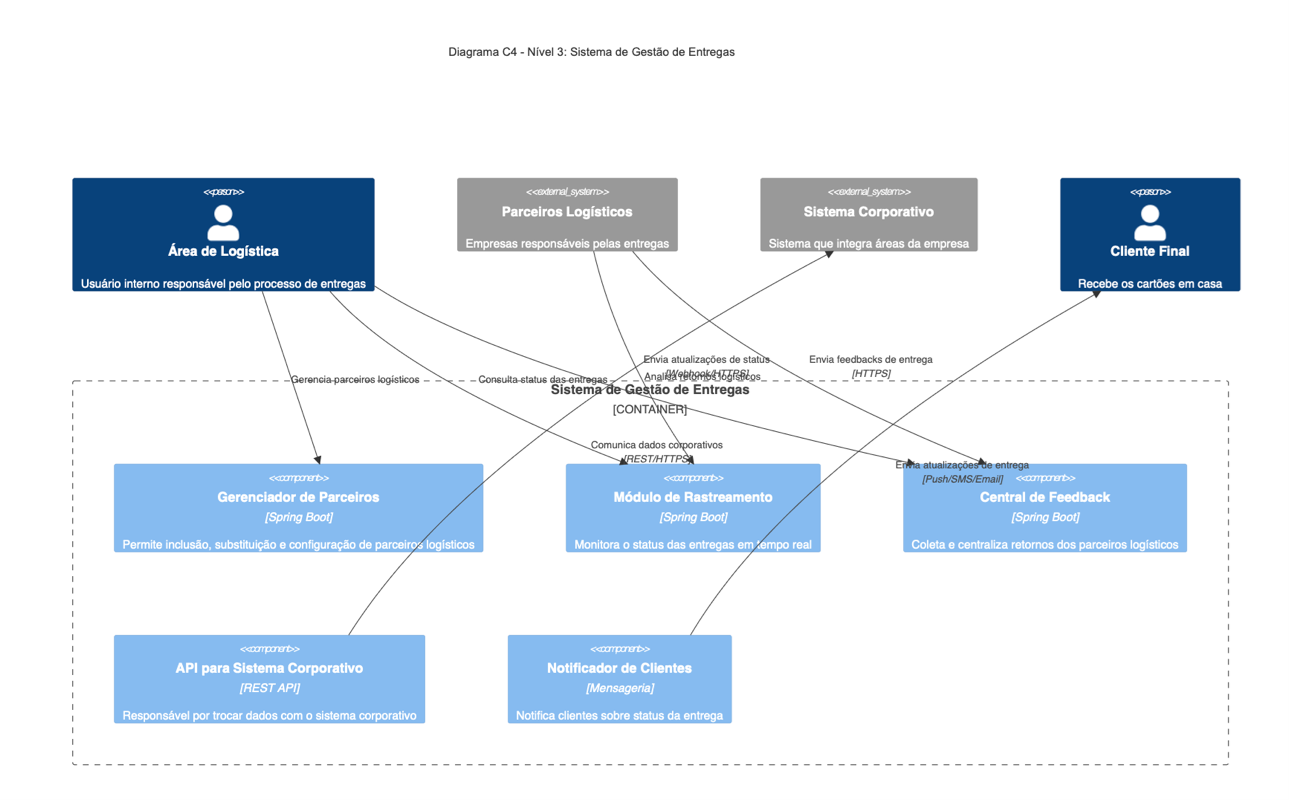 Diagrama C4 - Nível 3: Sistema de Gestão de Entregas
<<person>>
Área de Logística
Usuário interno responsável pelo processo de entregas
<<external_system>>
Parceiros Logísticos
Empresas responsáveis pelas entregas
<<external_system>>
Sistema Corporativo
Sistema que integra áreas da empresa
<<person>>
Cliente Final
Recebe os cartões em casa
Gerencia parceiros logísticos
Consulta status das entregas
Envia atualizações de status
[Webhook/HTTPS]
Analisa retornos logísticos
Envia feedbacks de entrega
[HTTPS]
Sistema de Gestão de Entregas
[CONTAINER]
Comunica dados corporativos
[REST/HTTPS]
Envia atualizações de entrega
[Push/SMS/Email]
<<component>>
Gerenciador de Parceiros
[Spring Boot]
Permite inclusão, substituição e configuração de parceiros logísticos
<<component>>
Módulo de Rastreamento
[Spring Boot]
Monitora o status das entregas em tempo real
<<component>>
Central de Feedback
[Spring Boot]
Coleta e centraliza retornos dos parceiros logísticos
<<component>>
API para Sistema Corporativo
[REST API]
Responsável por trocar dados com o sistema corporativo
<<component>>
Notificador de Clientes
[Mensageria]
Notifica clientes sobre status da entrega